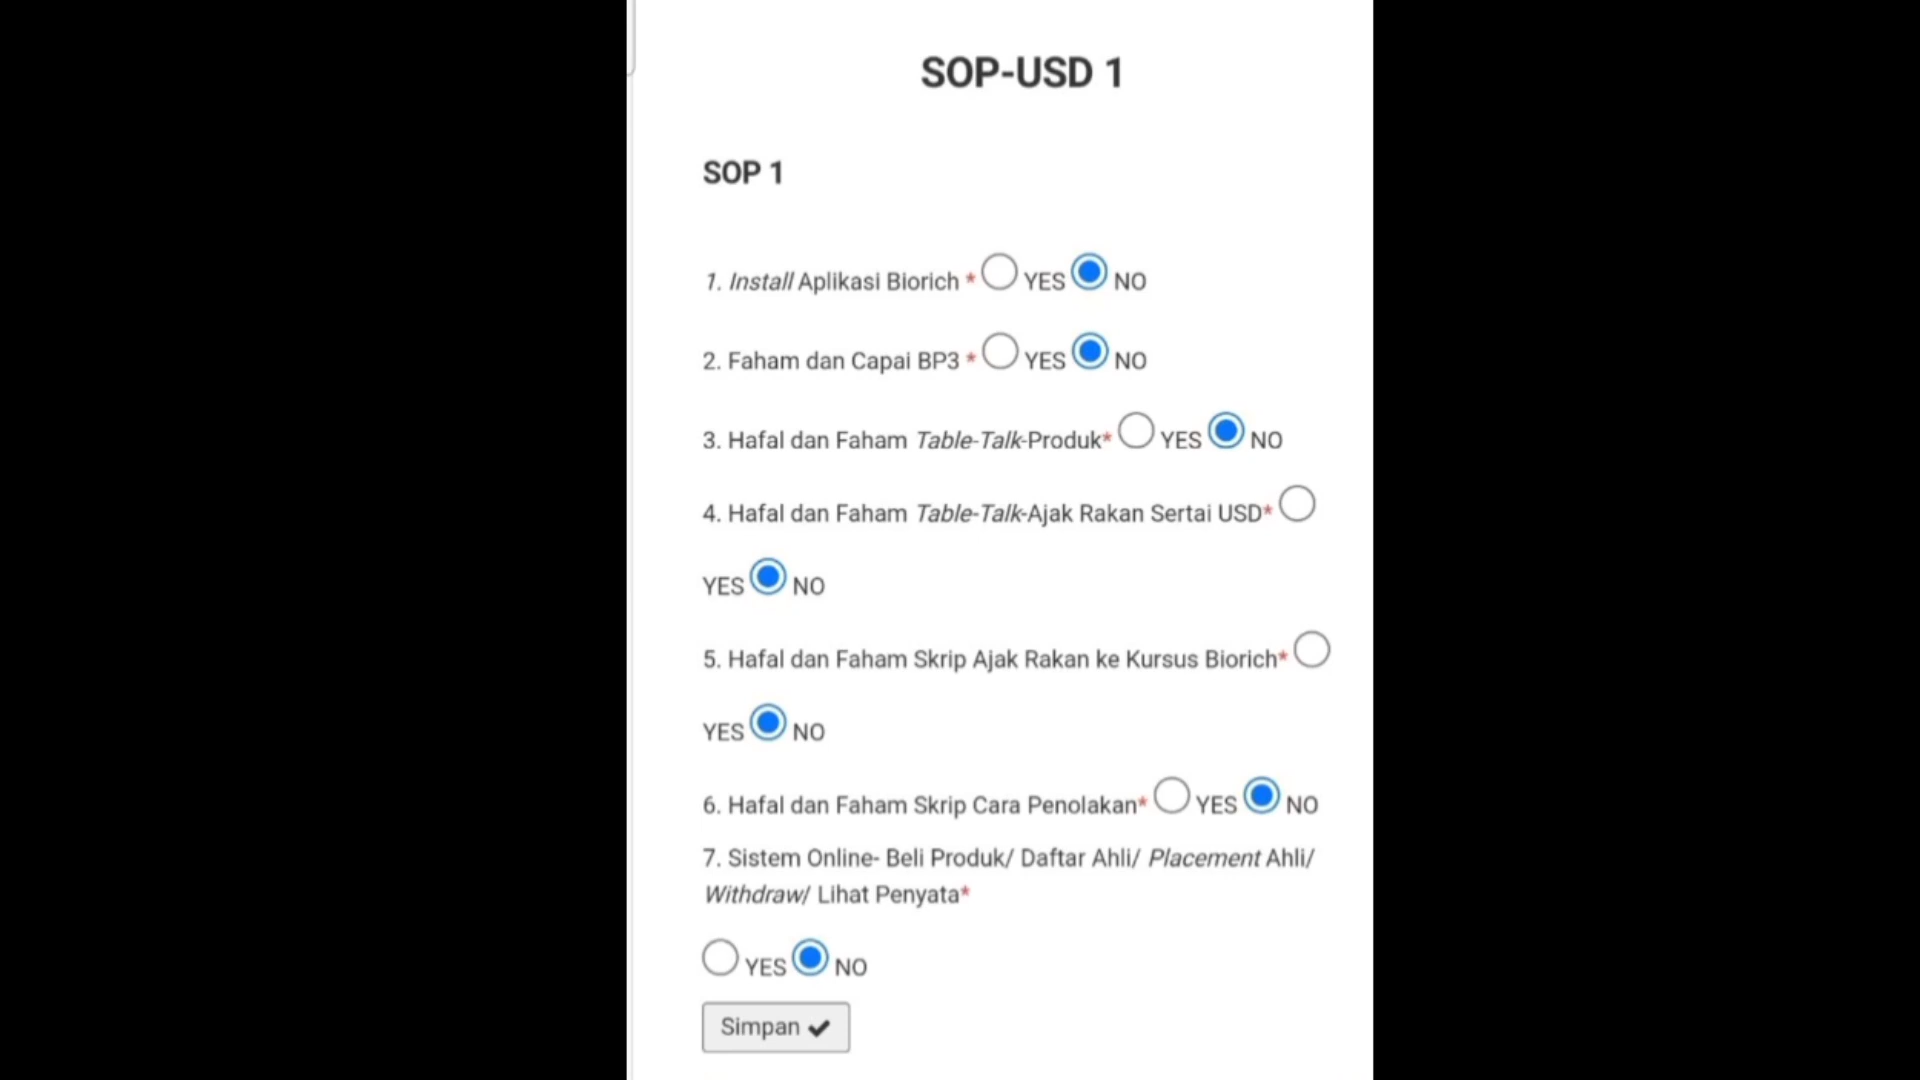 SOP-USD 1
SOP 1
1. Install Aplikasi Biorich * YES NO
2. Faham dan Capai BP3 * YES NO
3. Hafal dan Faham Table-Talk-Produk* YES NO
4. Hafal dan Faham Table-Talk-Ajak Rakan Sertai USD*
YES NO
5. Hafal dan Faham Skrip Ajak Rakan ke Kursus Biorich*
YES NO
6. Hafal dan Faham Skrip Cara Penolakan* YES NO
7. Sistem Online- Beli Produk/ Daftar Ahli/ Placement Ahli/
Withdraw/ Lihat Penyata*
YES NO
Simpan ✔